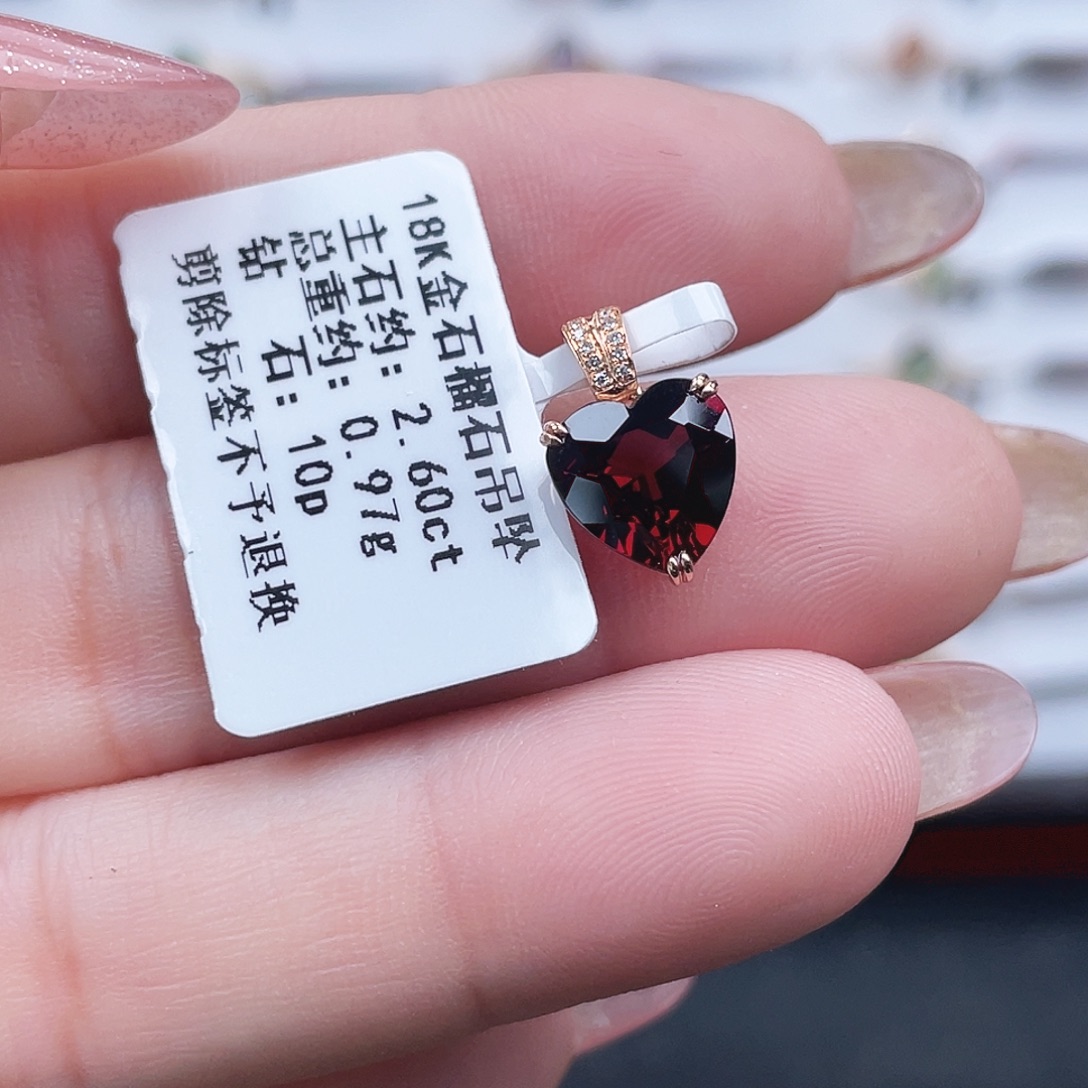 18K金石榴石吊坠
主石约: 2.60ct
总重约: 0.97g
钻 石: 10p
剪除标签不予退换